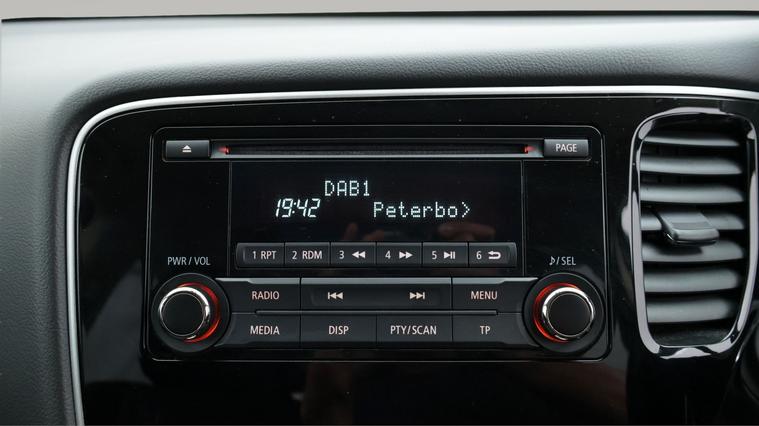 ⏏ PAGE
DAB1
19:42 Peterbo>
PWR/VOL ♪/SEL
1 RPT 2 RDM 3 ◀◀ 4 ▶▶ 5 ▶II 6 ⮌
RADIO I◀◀ ▶▶I MENU
MEDIA DISP PTY/SCAN TP